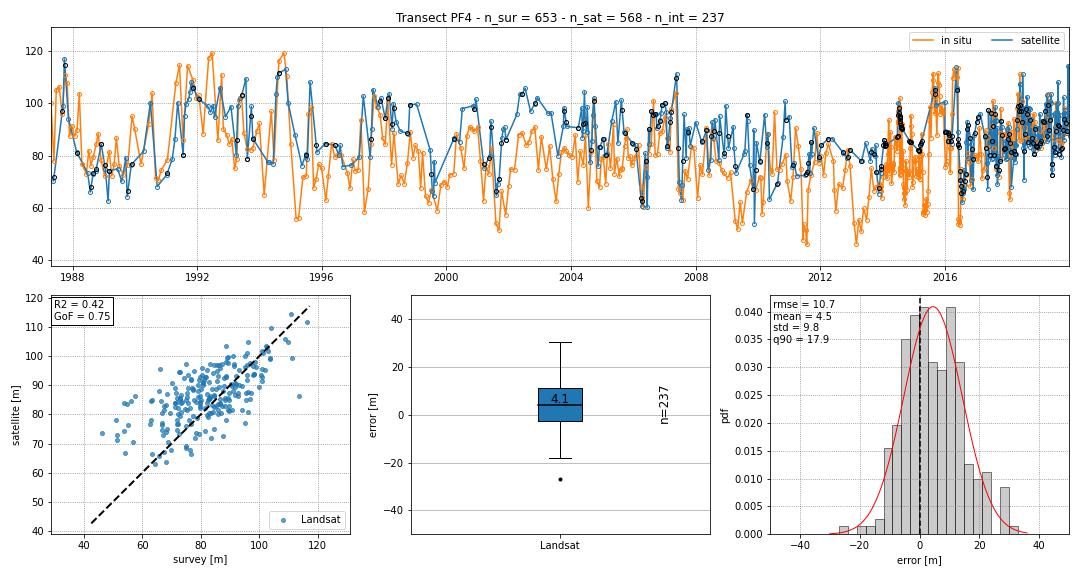 Transect PF4 - n_sur = 653 - n_sat = 568 - n_int = 237
in situ
satellite
120
100
80
60
40
1988
1992
1996
2000
2004
2008
2012
2016
R2 = 0.42
GoF = 0.75
120
110
100
90
80
70
60
50
40
satellite [m]
40
60
80
100
120
survey [m]
Landsat
40
20
0
−20
−40
error [m]
4.1
n=237
Landsat
rmse = 10.7
mean = 4.5
std = 9.8
q90 = 17.9
0.040
0.035
0.030
0.025
0.020
0.015
0.010
0.005
0.000
pdf
−40
−20
0
20
40
error [m]